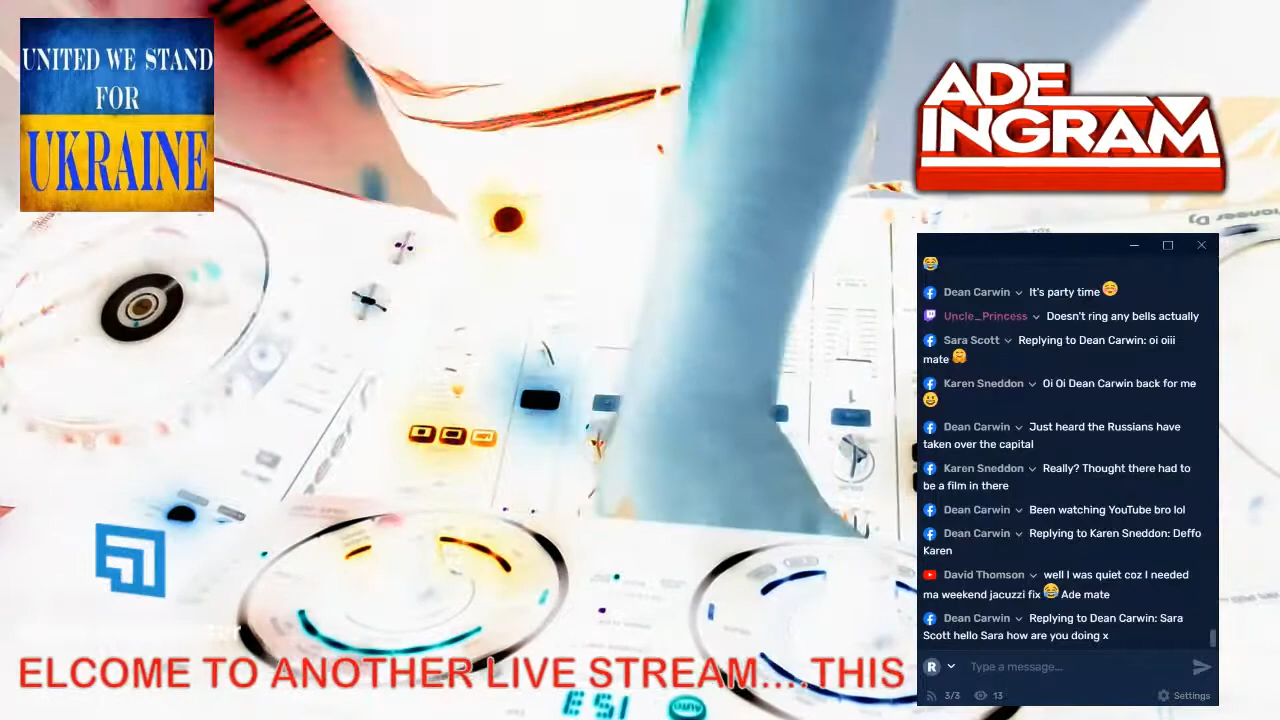 UNITED WE STAND
FOR
UKRAINE
ADE
INGRAM
😂
Dean Carwin It's party time ☺️
Uncle_Princess Doesn't ring any bells actually
Sara Scott Replying to Dean Carwin: oi oiii
mate 🤗
Karen Sneddon Oi Oi Dean Carwin back for me
😀
Dean Carwin Just heard the Russians have
taken over the capital
Karen Sneddon Really? Thought there had to
be a film in there
Dean Carwin Been watching YouTube bro lol
Dean Carwin Replying to Karen Sneddon: Deffo
Karen
David Thomson well I was quiet coz I needed
ma weekend jacuzzi fix 😂 Ade mate
Dean Carwin Replying to Dean Carwin: Sara
Scott hello Sara how are you doing x
R Type a message...
3/3 13 Settings
ELCOME TO ANOTHER LIVE STREAM....THIS